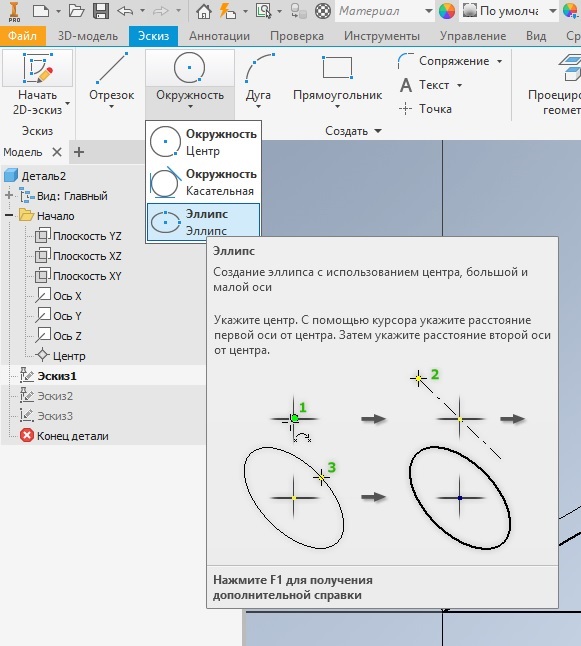 I
PRO
Материал
По умолча
Файл 3D-модель Эскиз Аннотации Проверка Инструменты Управление Вид Ср
Начать
2D-эскиз
Отрезок
Окружность
Дуга
Прямоугольник
Сопряжение
A Текст
Точка
Проециро
геомет
Эскиз
Создать
Модель
Окружность
Центр
Окружность
Касательная
Эллипс
Эллипс
Деталь2
Вид: Главный
Начало
Плоскость YZ
Плоскость XZ
Плоскость XY
Ось X
Ось Y
Ось Z
Центр
Эскиз1
Эскиз2
Эскиз3
Конец детали
Эллипс
Создание эллипса с использованием центра, большой и
малой оси
Укажите центр. С помощью курсора укажите расстояние
первой оси от центра. Затем укажите расстояние второй оси
от центра.
1
2
3
Нажмите F1 для получения
дополнительной справки